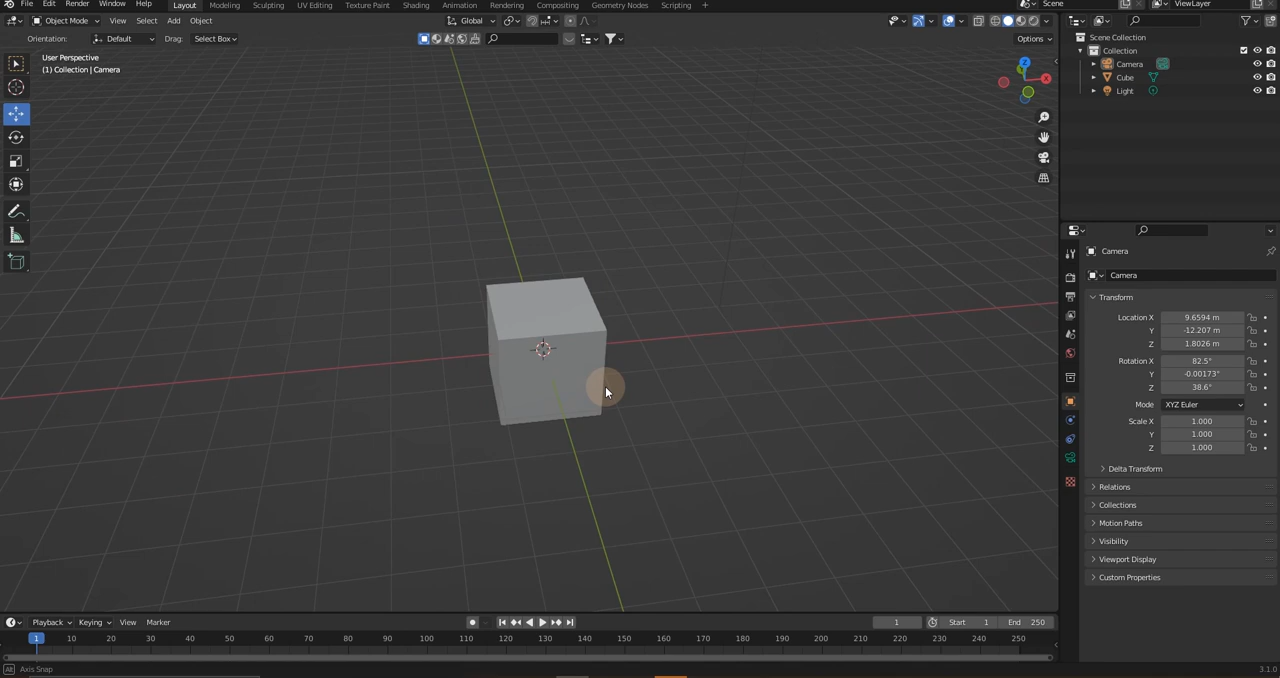 File Edit Render Window Help Layout Modeling Sculpting UV Editing Texture Paint Shading Animation Compositing Geometry Nodes Scripting + Scene ViewLayer
Object Mode View Select Add Object Global Options
Orientation: Default Drag: Select Box
User Perspective
(1) Collection | Camera
Z
X
Scene Collection
Collection
Camera
Cube
Light
Camera
Camera
Transform
Location X 9.6594 m
Y -12.207 m
Z 1.8026 m
Rotation X 82.5°
Y -0.00173°
Z 38.6°
Mode XYZ Euler
Scale X 1.000
Y 1.000
Z 1.000
Delta Transform
Relations
Collections
Motion Paths
Visibility
Viewport Display
Custom Properties
Playback Keying View Marker 1 Start 1 End 250
1 10 20 30 40 50 60 70 80 90 100 110 120 130 140 150 160 170 180 190 200 210 220 230 240 250
Alt Axis Snap 3.1.0